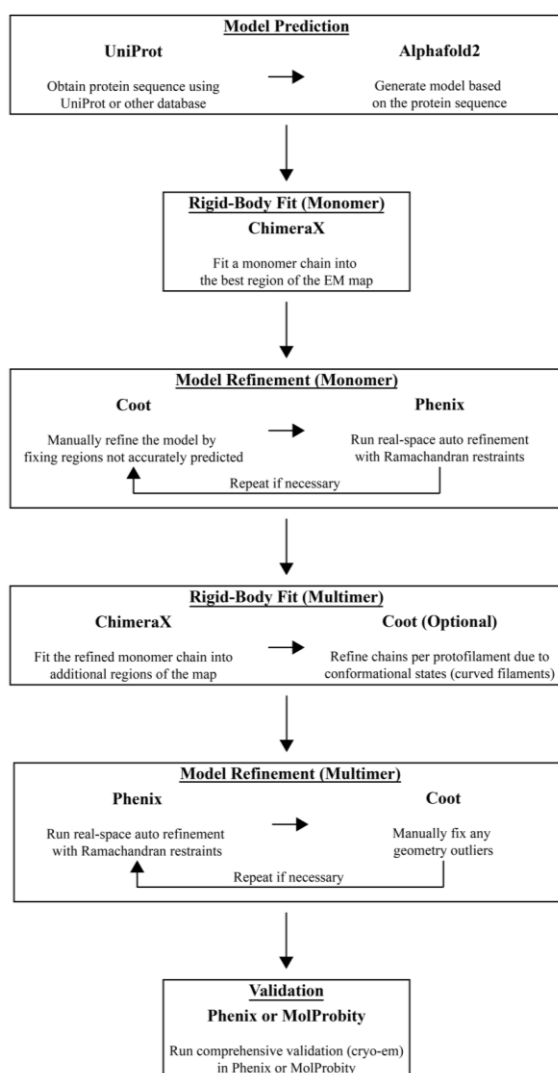 Model Prediction
UniProt
Obtain protein sequence using
UniProt or other database
Alphafold2
Generate model based
on the protein sequence
Rigid-Body Fit (Monomer)
ChimeraX
Fit a monomer chain into
the best region of the EM map
Model Refinement (Monomer)
Coot
Manually refine the model by
fixing regions not accurately predicted
Phenix
Run real-space auto refinement
with Ramachandran restraints
Repeat if necessary
Rigid-Body Fit (Multimer)
ChimeraX
Fit the refined monomer chain into
additional regions of the map
Coot (Optional)
Refine chains per protofilament due to
conformational states (curved filaments)
Model Refinement (Multimer)
Phenix
Run real-space auto refinement
with Ramachandran restraints
Coot
Manually fix any
geometry outliers
Repeat if necessary
Validation
Phenix or MolProbity
Run comprehensive validation (cryo-em)
in Phenix or MolProbity